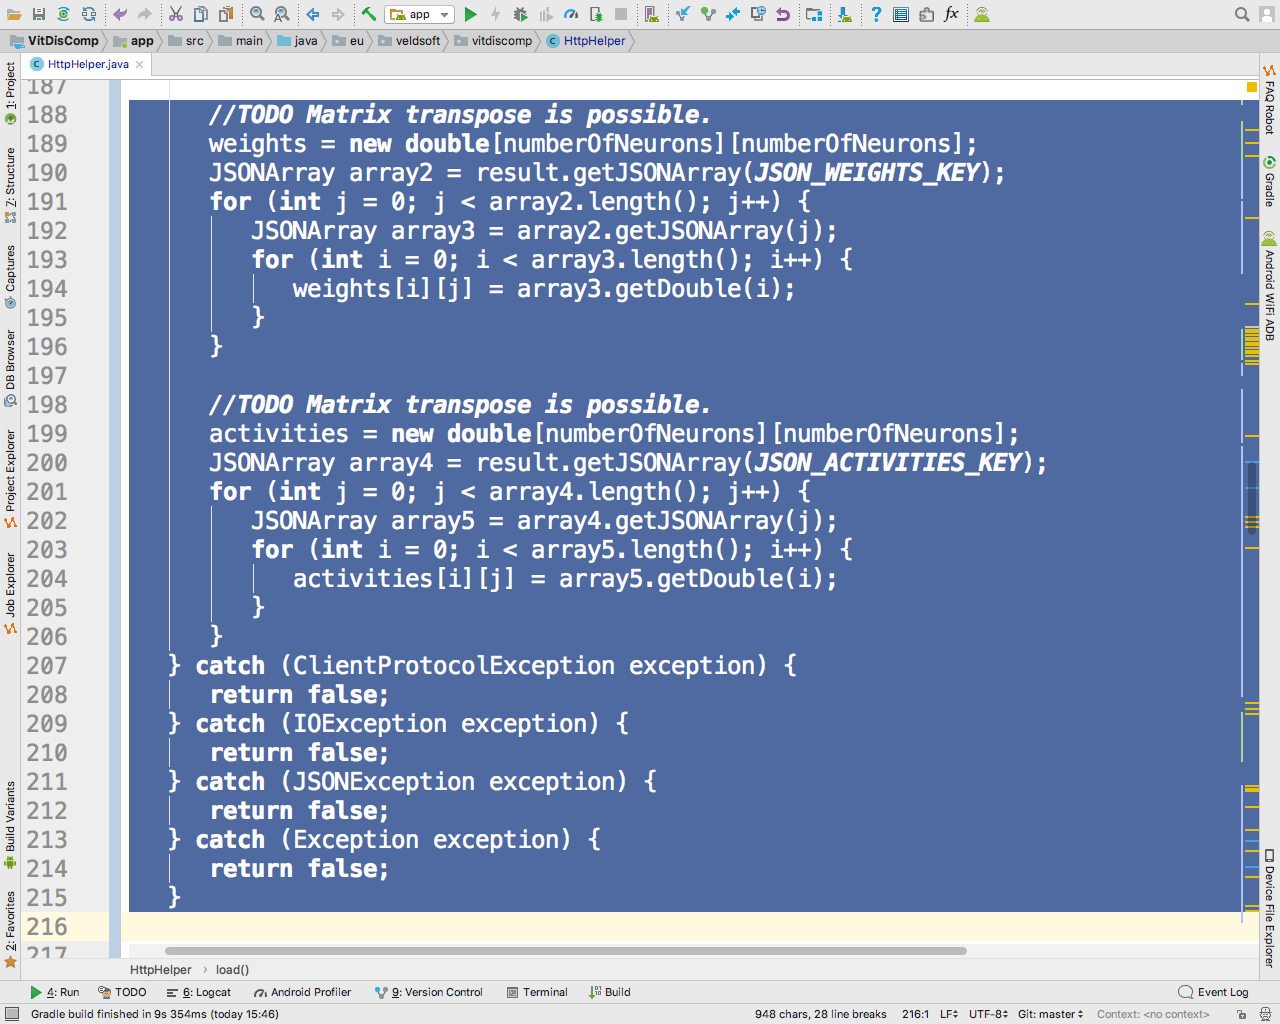 app
VitDisComp app src main java eu veldsoft vitdiscomp HttpHelper
HttpHelper.java
1: Project
7: Structure
Captures
DB Browser
Project Explorer
Job Explorer
Build Variants
2: Favorites
187
188 //TODO Matrix transpose is possible.
189 weights = new double[numberOfNeurons][numberOfNeurons];
190 JSONArray array2 = result.getJSONArray(JSON_WEIGHTS_KEY);
191 for (int j = 0; j < array2.length(); j++) {
192 JSONArray array3 = array2.getJSONArray(j);
193 for (int i = 0; i < array3.length(); i++) {
194 weights[i][j] = array3.getDouble(i);
195 }
196 }
197
198 //TODO Matrix transpose is possible.
199 activities = new double[numberOfNeurons][numberOfNeurons];
200 JSONArray array4 = result.getJSONArray(JSON_ACTIVITIES_KEY);
201 for (int j = 0; j < array4.length(); j++) {
202 JSONArray array5 = array4.getJSONArray(j);
203 for (int i = 0; i < array5.length(); i++) {
204 activities[i][j] = array5.getDouble(i);
205 }
206 }
207 } catch (ClientProtocolException exception) {
208 return false;
209 } catch (IOException exception) {
210 return false;
211 } catch (JSONException exception) {
212 return false;
213 } catch (Exception exception) {
214 return false;
215 }
216
217
FAQ Robot
Gradle
Android WiFi ADB
Device File Explorer
HttpHelper › load()
4: Run TODO 6: Logcat Android Profiler 9: Version Control Terminal Build Event Log
Gradle build finished in 9s 354ms (today 15:46) 948 chars, 28 line breaks 216:1 LF UTF-8 Git: master Context: <no context>